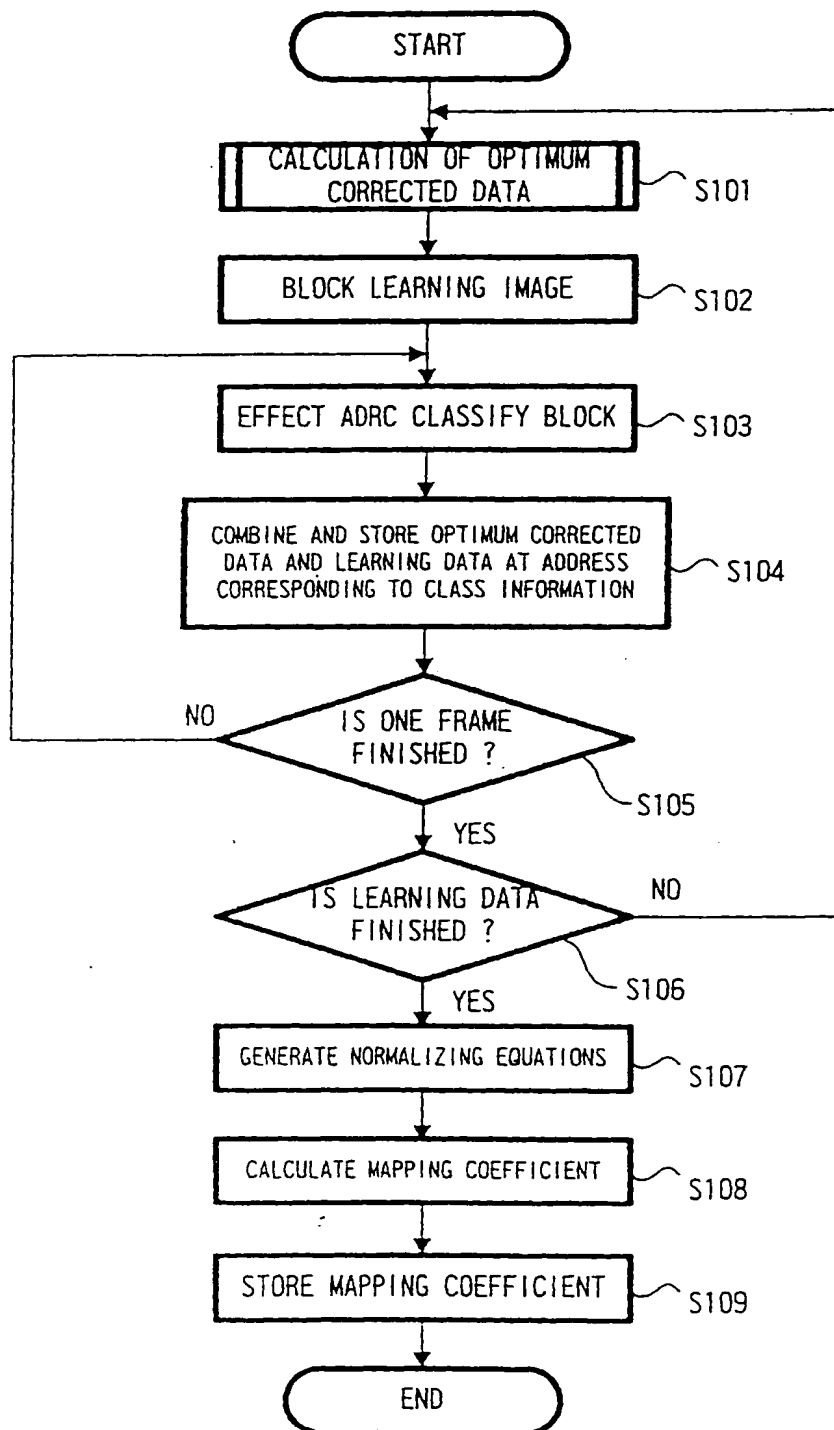 START
CALCULATION OF OPTIMUM
CORRECTED DATA
S101
BLOCK LEARNING IMAGE
S102
EFFECT ADRC CLASSIFY BLOCK
S103
COMBINE AND STORE OPTIMUM CORRECTED
DATA AND LEARNING DATA AT ADDRESS
CORRESPONDING TO CLASS INFORMATION
S104
NO
IS ONE FRAME
FINISHED ?
S105
YES
IS LEARNING DATA
FINISHED ?
NO
S106
YES
GENERATE NORMALIZING EQUATIONS
S107
CALCULATE MAPPING COEFFICIENT
S108
STORE MAPPING COEFFICIENT
S109
END